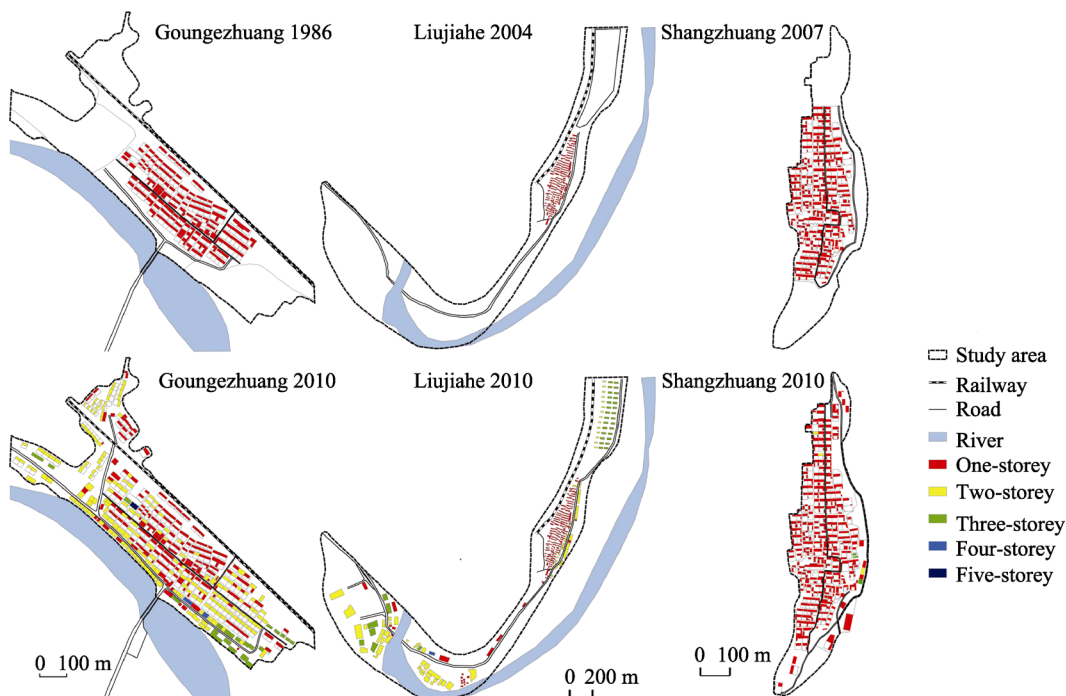 Goungezhuang 1986
Liujiahe 2004
Shangzhuang 2007
Goungezhuang 2010
Liujiahe 2010
Shangzhuang 2010
Study area
Railway
Road
River
One-storey
Two-storey
Three-storey
Four-storey
Five-storey
0 100 m
0 200 m
0 100 m